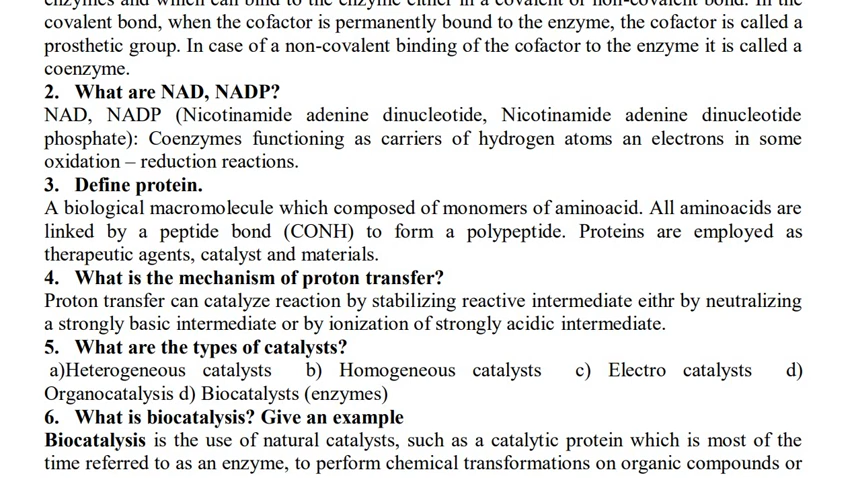 covalent bond, when the cofactor is permanently bound to the enzyme, the cofactor is called a
prosthetic group. In case of a non-covalent binding of the cofactor to the enzyme it is called a
coenzyme.
2. What are NAD, NADP?
NAD, NADP (Nicotinamide adenine dinucleotide, Nicotinamide adenine dinucleotide
phosphate): Coenzymes functioning as carriers of hydrogen atoms an electrons in some
oxidation – reduction reactions.
3. Define protein.
A biological macromolecule which composed of monomers of aminoacid. All aminoacids are
linked by a peptide bond (CONH) to form a polypeptide. Proteins are employed as
therapeutic agents, catalyst and materials.
4. What is the mechanism of proton transfer?
Proton transfer can catalyze reaction by stabilizing reactive intermediate eithr by neutralizing
a strongly basic intermediate or by ionization of strongly acidic intermediate.
5. What are the types of catalysts?
a)Heterogeneous catalysts b) Homogeneous catalysts c) Electro catalysts d)
Organocatalysis d) Biocatalysts (enzymes)
6. What is biocatalysis? Give an example
Biocatalysis is the use of natural catalysts, such as a catalytic protein which is most of the
time referred to as an enzyme, to perform chemical transformations on organic compounds or